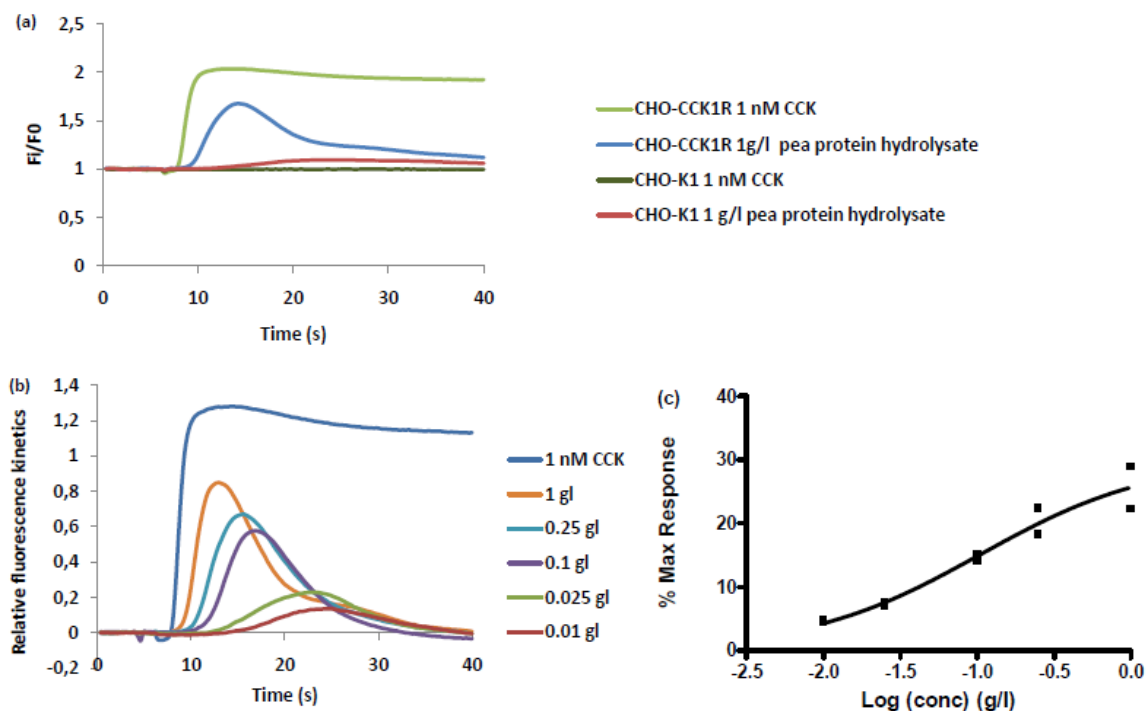 (a)
2,5
2
1,5
1
0,5
0
Fi/F0
0 10 20 30 40
Time (s)
CHO-CCK1R 1 nM CCK
CHO-CCK1R 1g/l pea protein hydrolysate
CHO-K1 1 nM CCK
CHO-K1 1 g/l pea protein hydrolysate
(b)
1,4
1,2
1
0,8
0,6
0,4
0,2
0
-0,2
Relative fluorescence kinetics
0 10 20 30 40
Time (s)
1 nM CCK
1 gl
0.25 gl
0.1 gl
0.025 gl
0.01 gl
(c)
40
30
20
10
0
% Max Response
-2.5 -2.0 -1.5 -1.0 -0.5 0.0
Log (conc) (g/l)